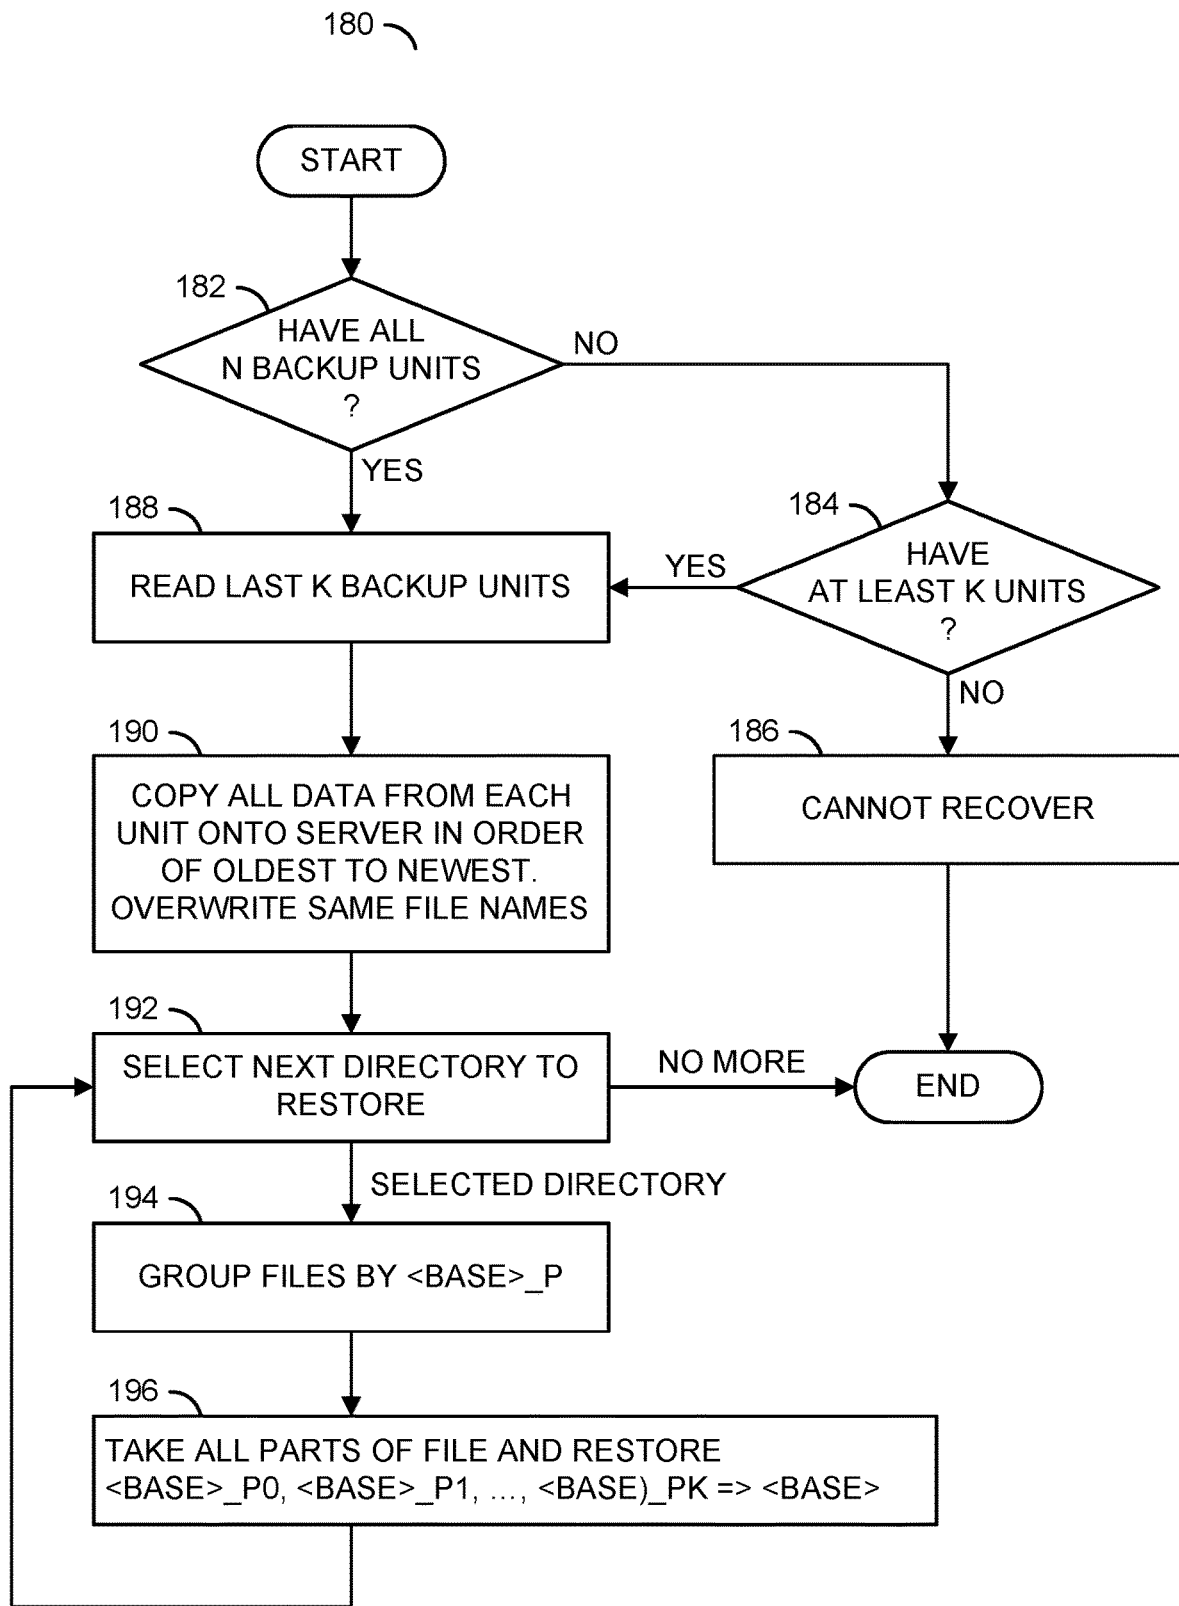 180
START
182
HAVE ALL
N BACKUP UNITS
?
NO
YES
188
READ LAST K BACKUP UNITS
184
HAVE
AT LEAST K UNITS
?
YES
NO
190
COPY ALL DATA FROM EACH
UNIT ONTO SERVER IN ORDER
OF OLDEST TO NEWEST.
OVERWRITE SAME FILE NAMES
186
CANNOT RECOVER
192
SELECT NEXT DIRECTORY TO
RESTORE
NO MORE
END
SELECTED DIRECTORY
194
GROUP FILES BY <BASE>_P
196
TAKE ALL PARTS OF FILE AND RESTORE
<BASE>_P0, <BASE>_P1, ..., <BASE)_PK => <BASE>